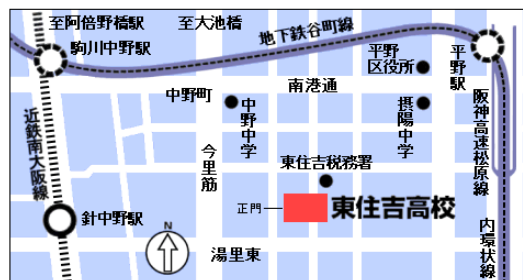 至阿倍野橋駅
至大池橋
地下鉄谷町線
駒川中野駅
平野
区役所
平野駅
南港通
中野町
中野中学
摂陽中学
阪神高速松原線
近鉄南大阪線
今里筋
東住吉税務署
正門
東住吉高校
針中野駅
N
湯里東
内環状線